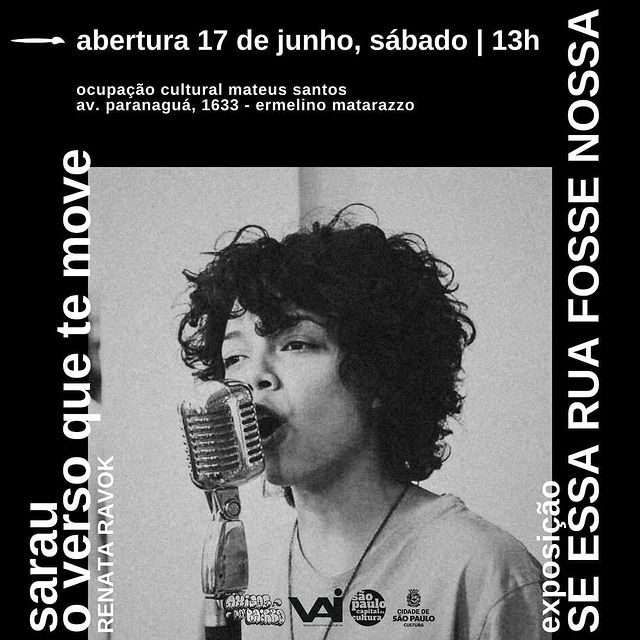 abertura 17 de junho, sábado | 13h
ocupação cultural mateus santos
av. paranaguá, 1633 - ermelino matarazzo
sarau
o verso que te move
RENATA RAVOK
exposição
SE ESSA RUA FOSSE NOSSA
VAI
são
paulo
capital da
cultura
CIDADE DE
SÃO PAULO
CULTURA